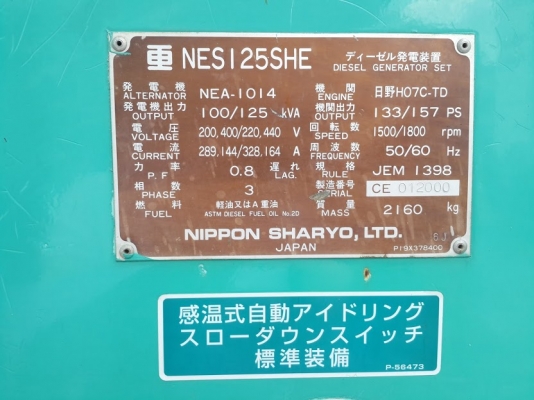 NES125SHE ディーゼル発電装置
DIESEL GENERATOR SET
発電機 NEA-1014 機関 日野H07C-TD
ALTERNATOR ENGINE
発電機出力 100/125 kVA 機関出力 133/157 PS
OUTPUT OUTPUT
電圧 200,400/220,440 V 回転数 1500/1800 rpm
VOLTAGE SPEED
電流 289,144/328,164 A 周波数 50/60 Hz
CURRENT FREQUENCY
力率 0.8 遅れ 規格 JEM 1398
P.F. LAG. RULE
相数 3 製造番号 CE 012000
PHASE SERIAL
燃料 軽油又はA重油 質量 2160 kg
FUEL ASTM DIESEL FUEL OIL No.2D MASS
NIPPON SHARYO, LTD.
JAPAN P19X378400
感温式自動アイドリング
スローダウンスイッチ
標準装備
P-56473